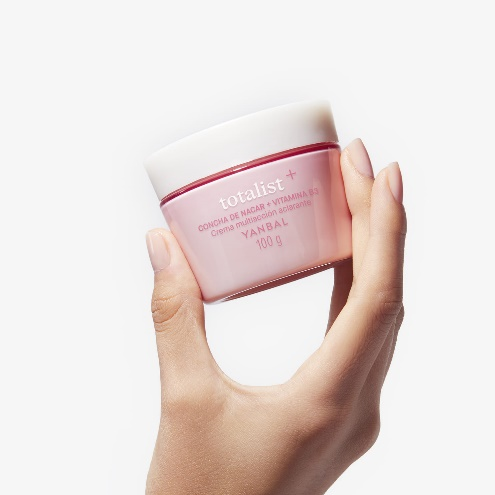 totalist+
CONCHA DE NACAR + VITAMINA B3
Crema multiacción aclarante
YANBAL
100 g